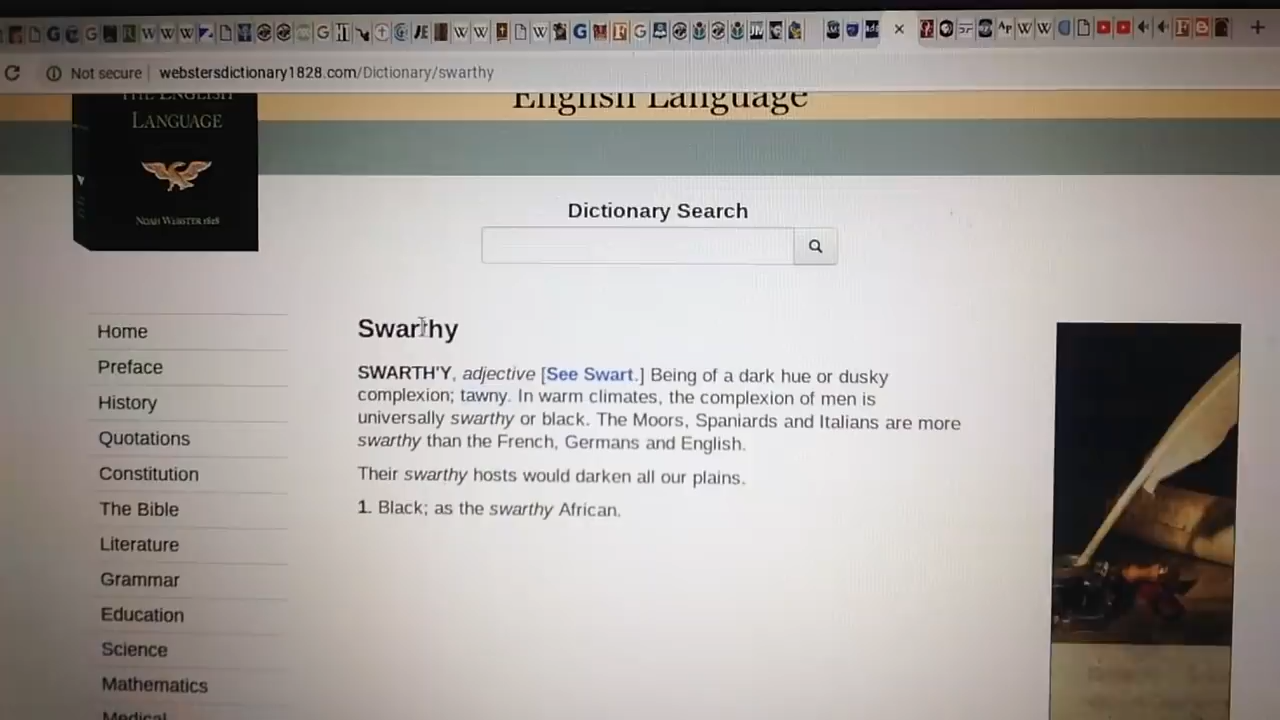 Not secure webstersdictionary1828.com/Dictionary/swarthy
THE ENGLISH
LANGUAGE
NOAH WEBSTER 1828
English Language
Dictionary Search
Home
Preface
History
Quotations
Constitution
The Bible
Literature
Grammar
Education
Science
Mathematics
Medical
Swarthy
SWARTH'Y, adjective [See Swart.] Being of a dark hue or dusky
complexion; tawny. In warm climates, the complexion of men is
universally swarthy or black. The Moors, Spaniards and Italians are more
swarthy than the French, Germans and English.
Their swarthy hosts would darken all our plains.
1. Black; as the swarthy African.